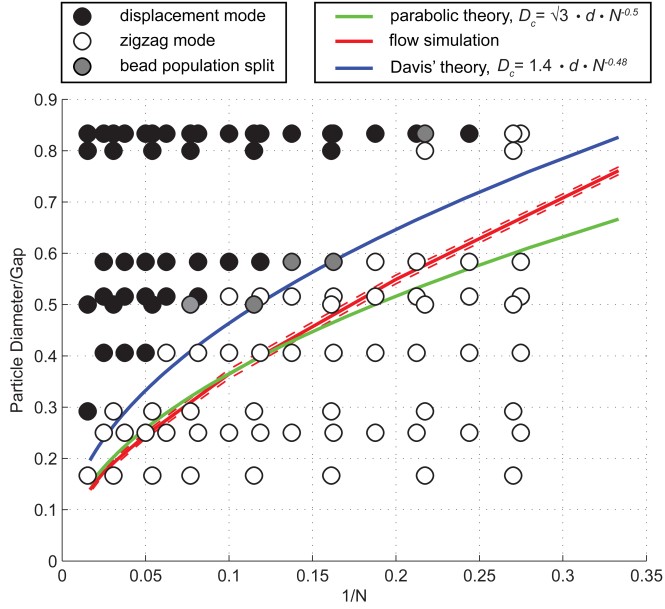 displacement mode
zigzag mode
bead population split
parabolic theory, D_c = √3 • d • N^-0.5
flow simulation
Davis' theory, D_c = 1.4 • d • N^-0.48
Particle Diameter/Gap
0.9
0.8
0.7
0.6
0.5
0.4
0.3
0.2
0.1
0
0 0.05 0.1 0.15 0.2 0.25 0.3 0.35
1/N